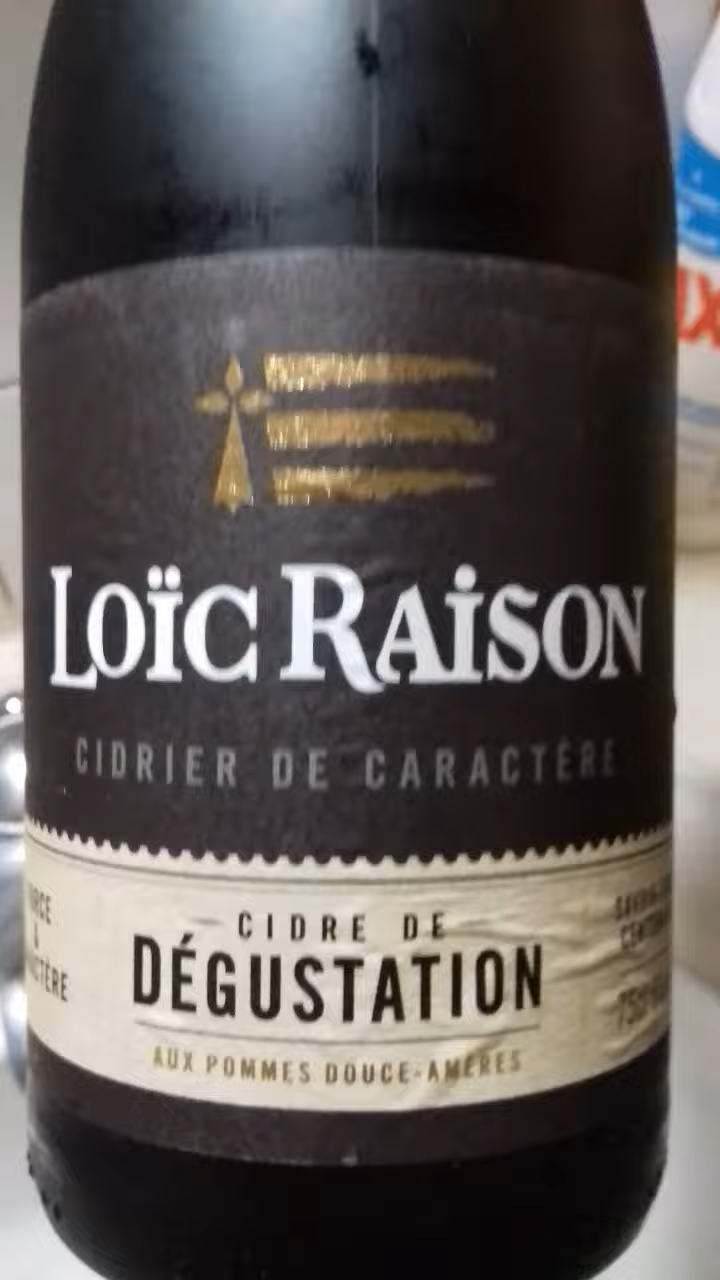 LOïC RAiSON
CIDRIER DE CARACTÈRE
CIDRE DE
DÉGUSTATION
AUX POMMES DOUCE-AMÈRES
&